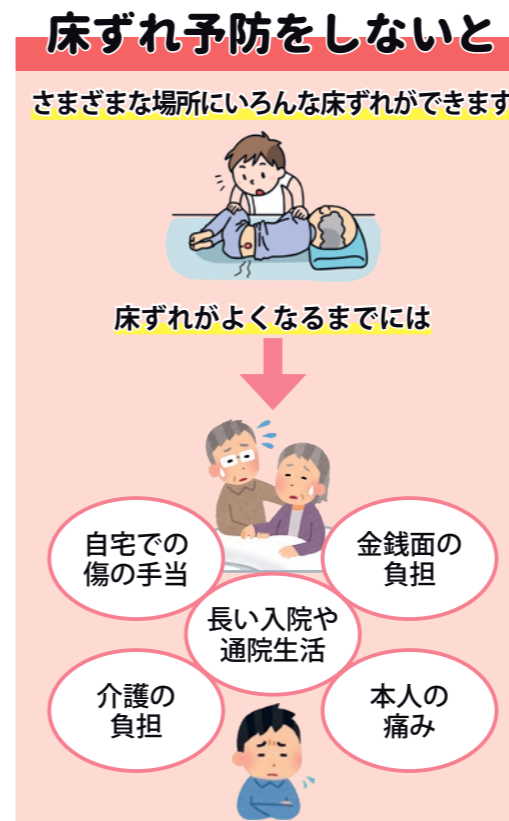 床ずれ予防をしないと
さまざまな場所にいろんな床ずれができます
床ずれがよくなるまでには
自宅での
傷の手当
金銭面の
負担
長い入院や
通院生活
介護の
負担
本人の
痛み